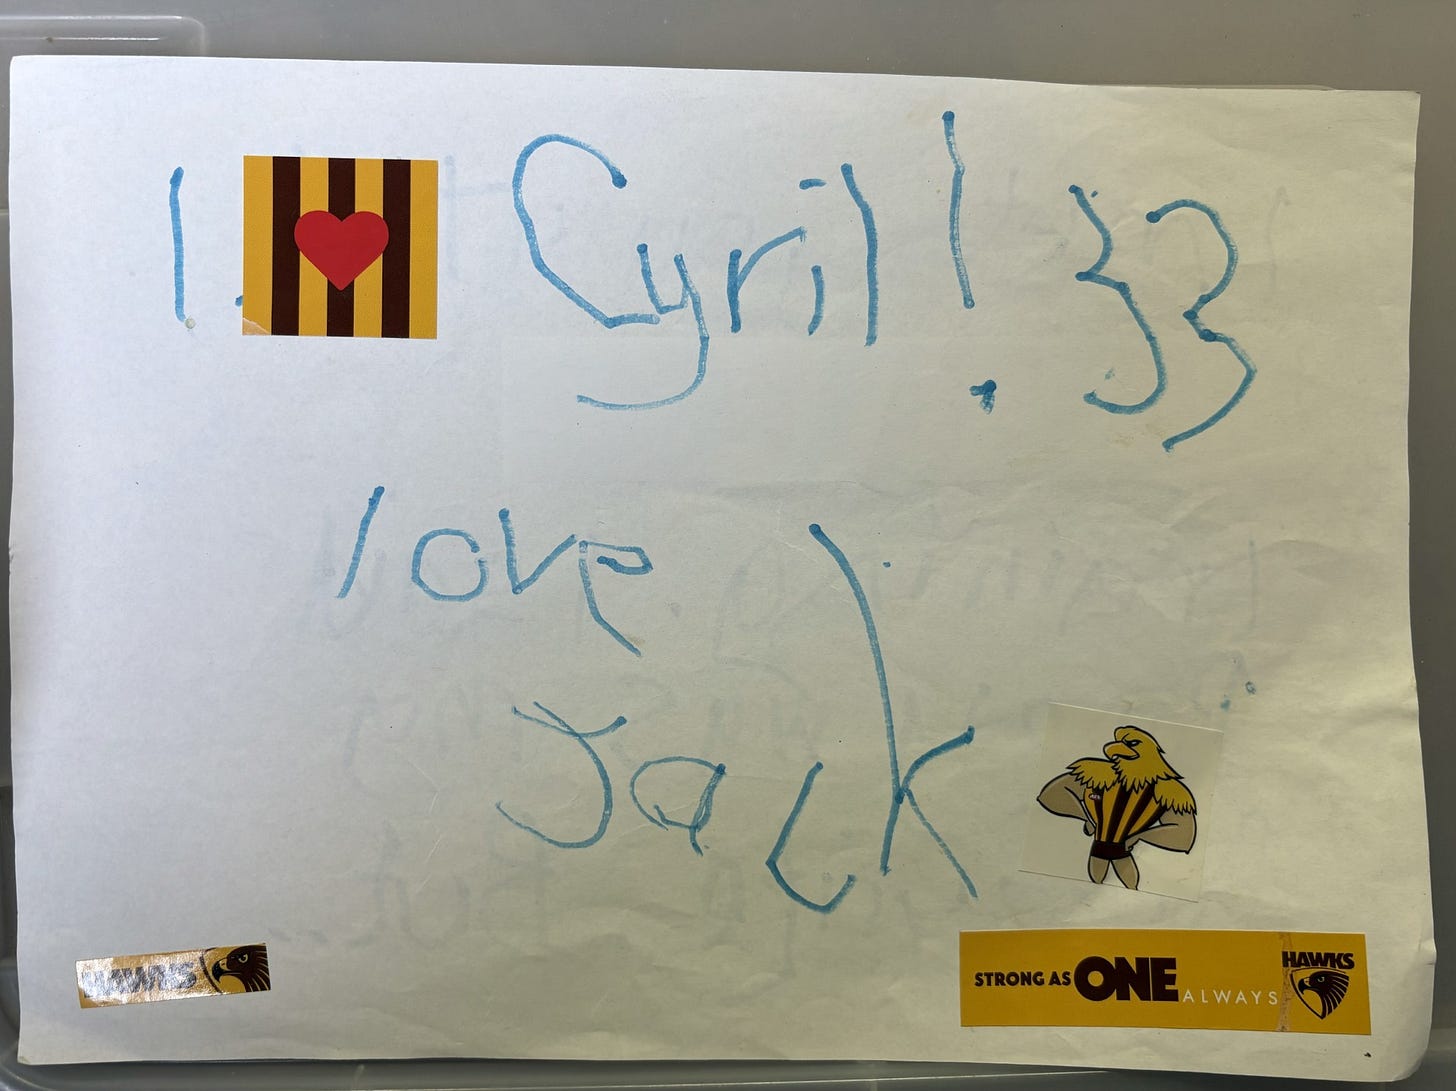 I ❤ Cyril! 33
love
Jack
HAWKS
STRONG AS ONE ALWAYS HAWKS